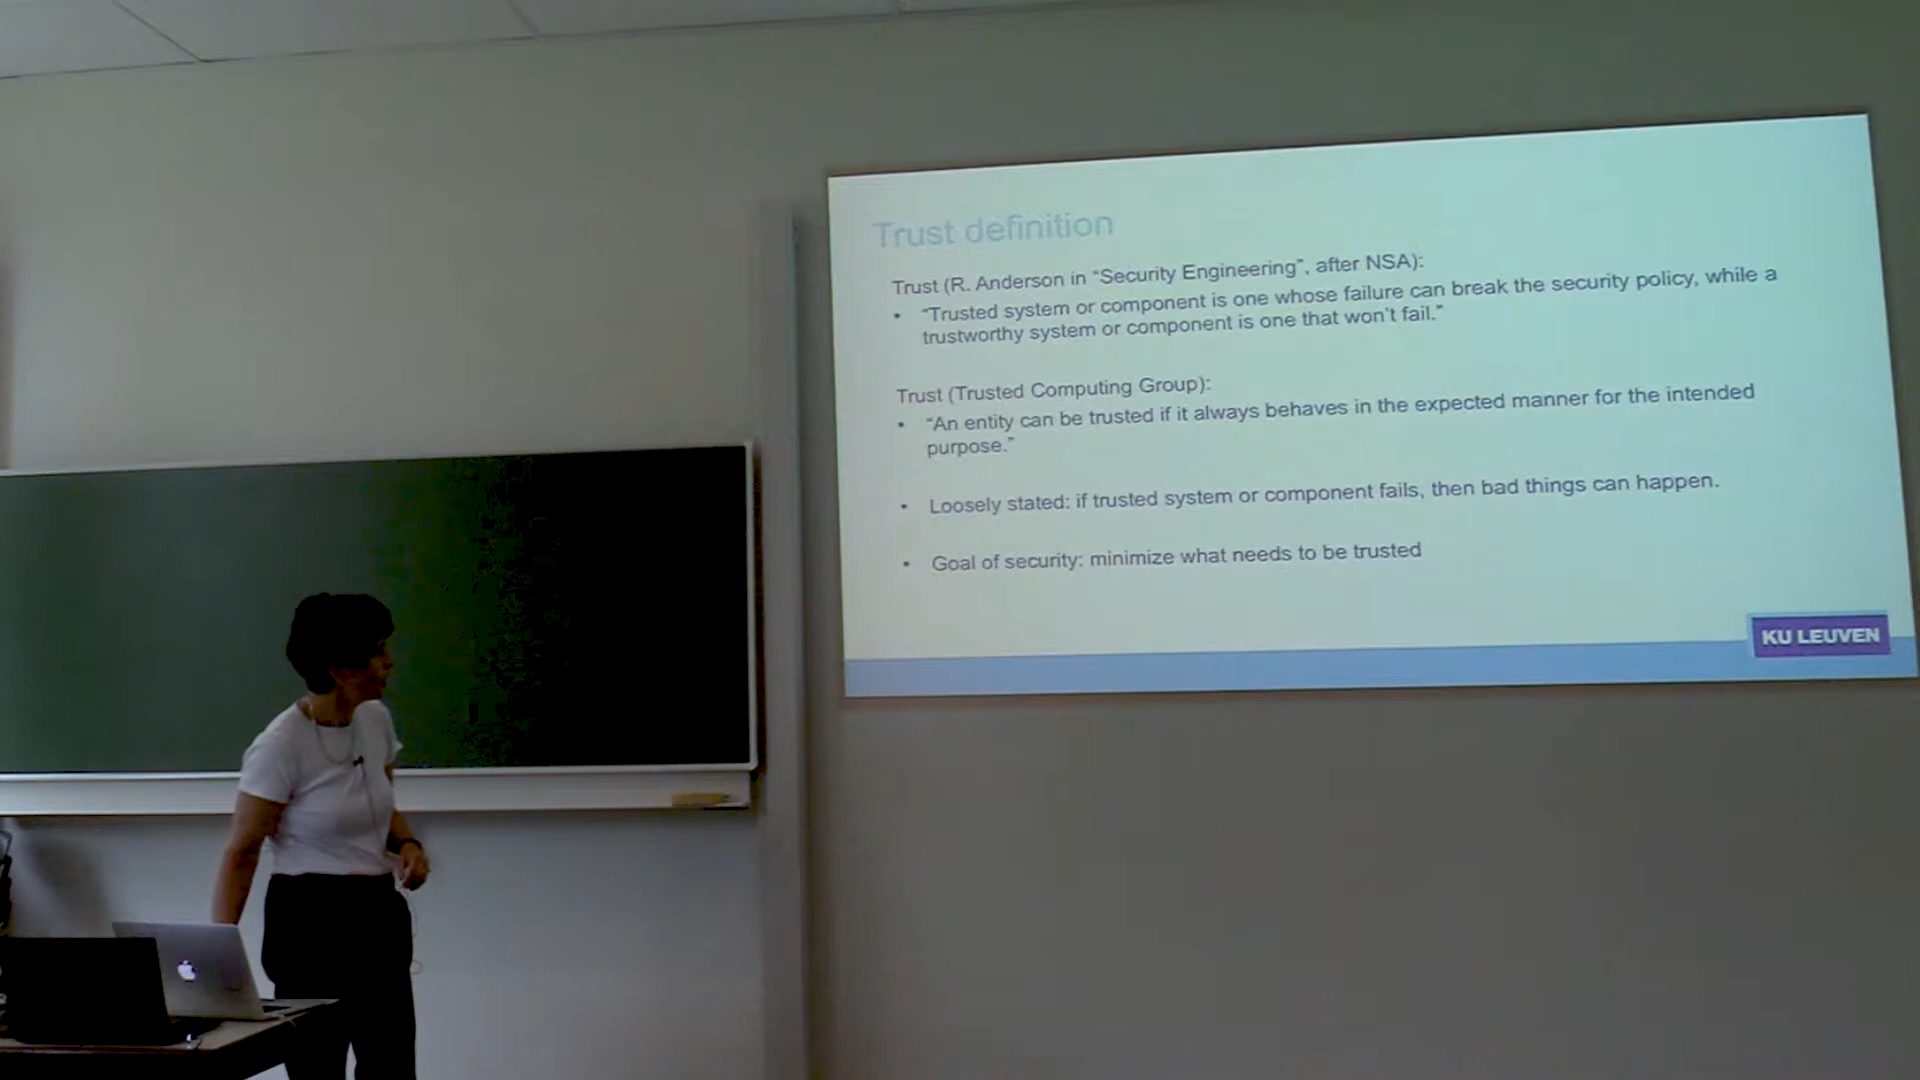 Trust definition
Trust (R. Anderson in “Security Engineering”, after NSA):
• “Trusted system or component is one whose failure can break the security policy, while a
trustworthy system or component is one that won't fail.”
Trust (Trusted Computing Group):
• “An entity can be trusted if it always behaves in the expected manner for the intended
purpose.”
• Loosely stated: if trusted system or component fails, then bad things can happen.
• Goal of security: minimize what needs to be trusted
KU LEUVEN